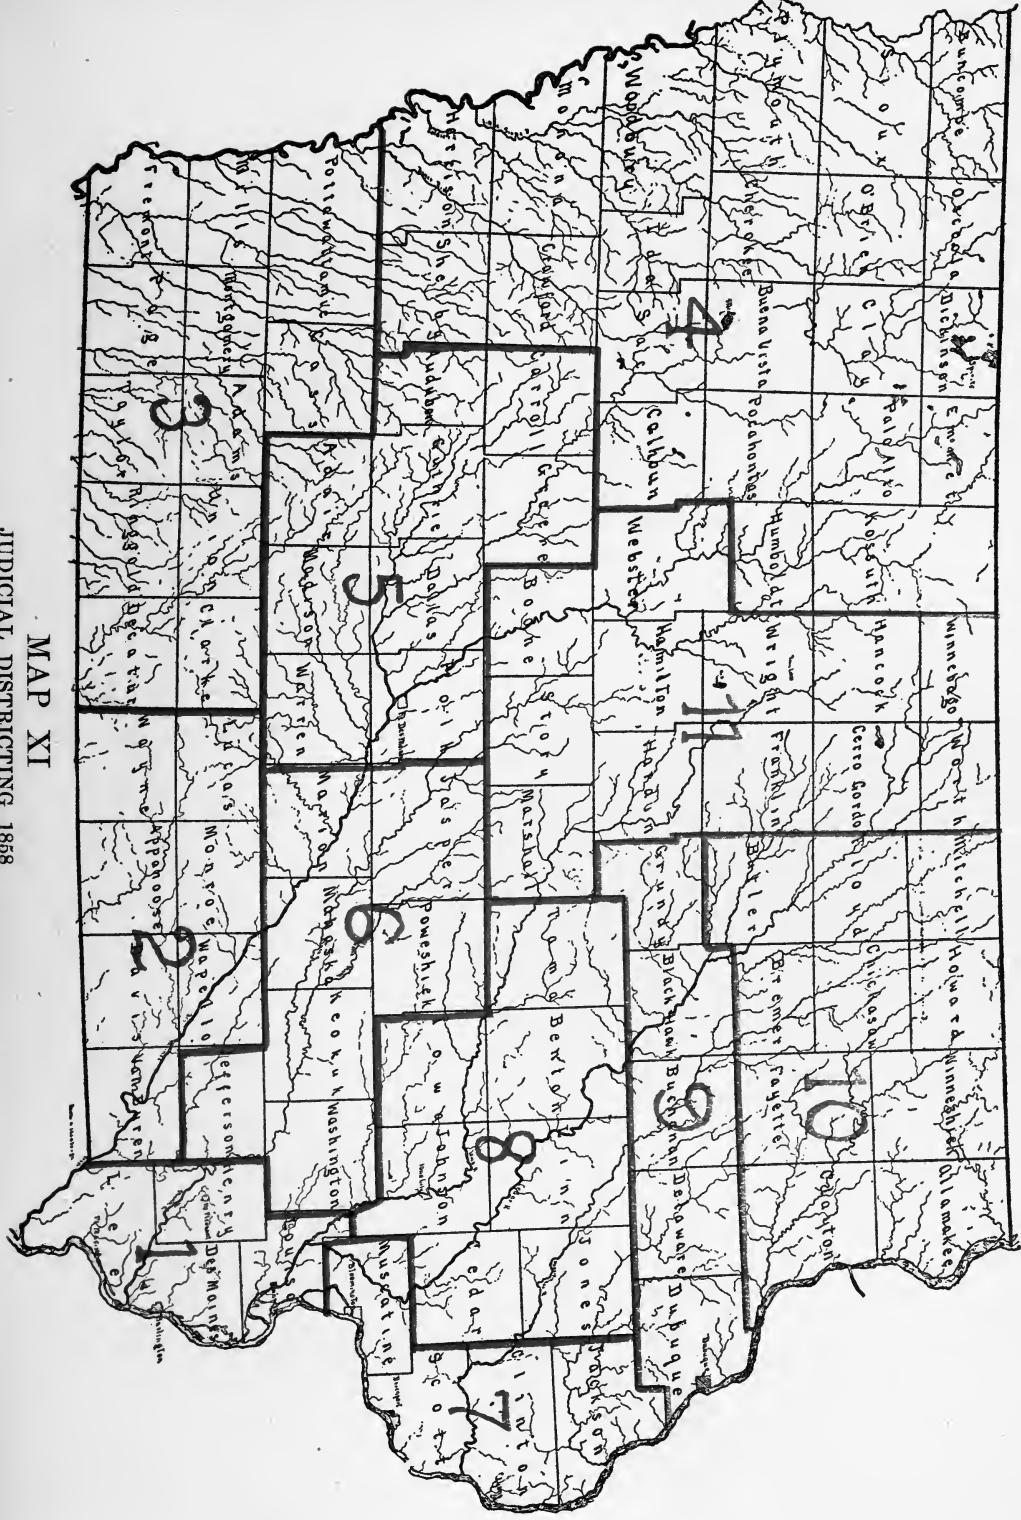 Buncombe
Osceola
Dickinson
Emmett
Winnebago
Worth
Mitchell
Howard
Winneshiek
Allamakee
Sioux
O'Brien
Clay
Palo Alto
Kossuth
Hancock
Cerro Gordo
Floyd
Chickasaw
Plymouth
Cherokee
Buena Vista
Pocahontas
Humboldt
Wright
Franklin
Butler
Bremer
Fayette
Clayton
4
19
10
Woodbury
Ida
Sac
Calhoun
Webster
Hamilton
Hardin
Grundy
Black Hawk
Buchanan
Delaware
Dubuque
9
Monona
Crawford
Carroll
Greene
Boone
Story
Marshall
Tama
Benton
Linn
Jones
Jackson
Harrison
Shelby
Audubon
Guthrie
Dallas
Polk
Jasper
Poweshiek
Iowa
Johnson
Cedar
Clinton
Scott
8
7
Pottawattamie
Cass
Adair
Madison
Warren
Marion
Mahaska
Keokuk
Washington
Louisa
Muscatine
5
6
Mills
Montgomery
Adams
Union
Clarke
Lucas
Monroe
Wapello
Jefferson
Henry
Des Moines
3
2
1
Fremont
Page
Taylor
Ringgold
Decatur
Wayne
Appanoose
Davis
Van Buren
Lee
MAP XI
JUDICIAL DISTRICTING 1858